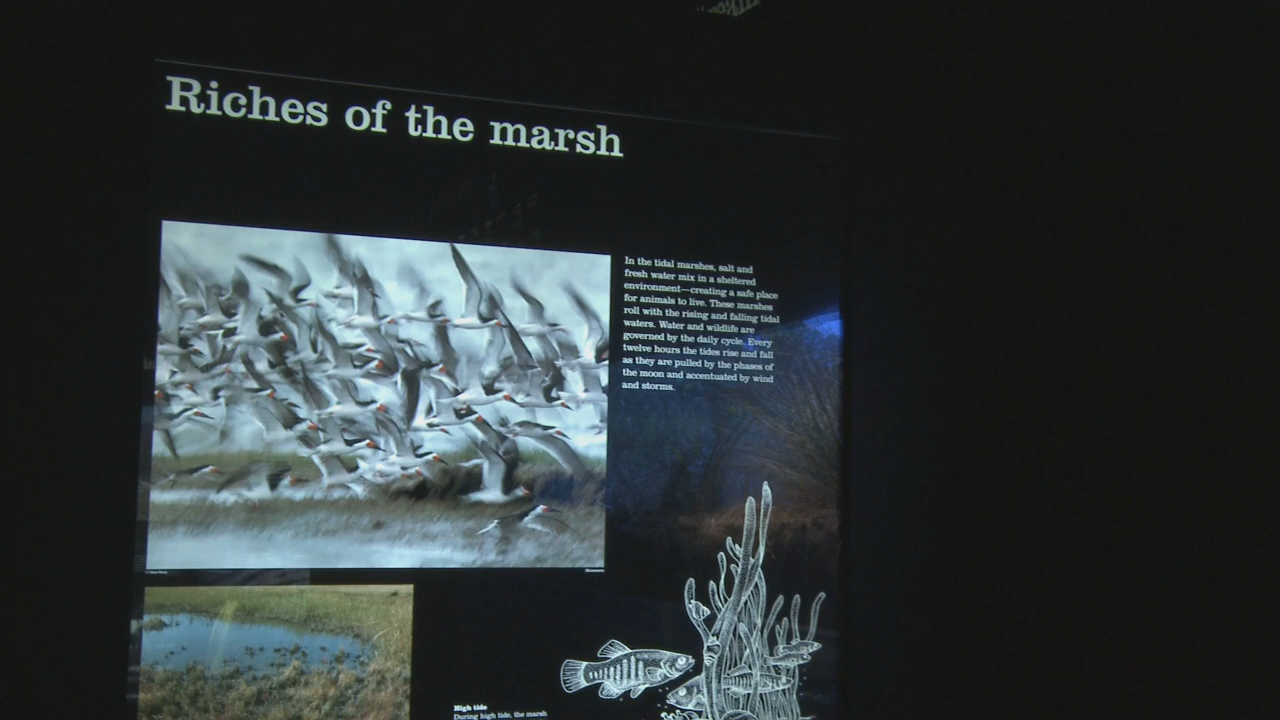 Riches of the marsh
In the tidal marshes, salt and
fresh water mix in a sheltered
environment—creating a safe place
for animals to live. These marshes
roll with the rising and falling tidal
waters. Water and wildlife are
governed by the daily cycle. Every
twelve hours the tides rise and fall
as they are pulled by the phases of
the moon and accentuated by wind
and storms.
High tide
During high tide, the marsh